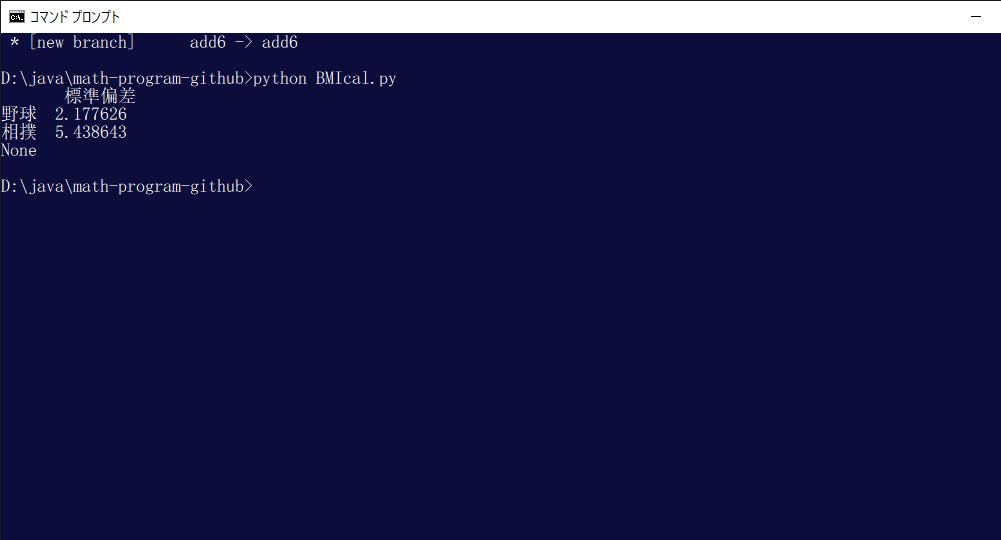 コマンド プロンプト
* [new branch]      add6 -> add6
D:\java\math-program-github>python BMIcal.py
標準偏差
野球  2.177626
相撲  5.438643
None
D:\java\math-program-github>